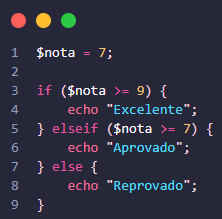 1 $nota = 7;
2
3 if ($nota >= 9) {
4     echo "Excelente";
5 } elseif ($nota >= 7) {
6     echo "Aprovado";
7 } else {
8     echo "Reprovado";
9 }